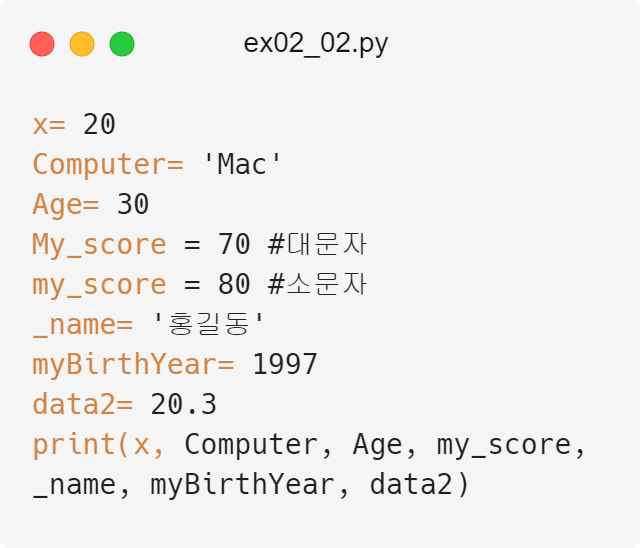 ex02_02.py
x= 20
Computer= 'Mac'
Age= 30
My_score = 70 #대문자
my_score = 80 #소문자
_name= '홍길동'
myBirthYear= 1997
data2= 20.3
print(x, Computer, Age, my_score,
_name, myBirthYear, data2)